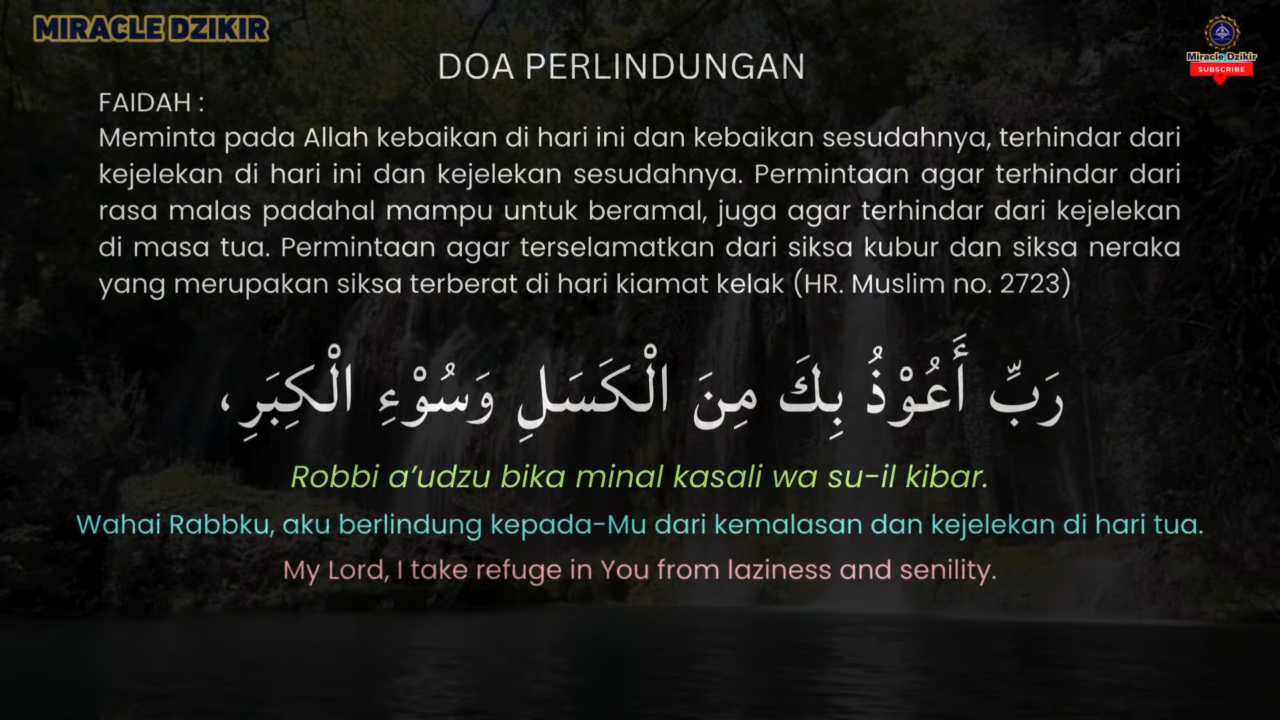 MIRACLE DZIKIR
Miracle Dzikir
SUBSCRIBE
DOA PERLINDUNGAN
FAIDAH :
Meminta pada Allah kebaikan di hari ini dan kebaikan sesudahnya, terhindar dari
kejelekan di hari ini dan kejelekan sesudahnya. Permintaan agar terhindar dari
rasa malas padahal mampu untuk beramal, juga agar terhindar dari kejelekan
di masa tua. Permintaan agar terselamatkan dari siksa kubur dan siksa neraka
yang merupakan siksa terberat di hari kiamat kelak (HR. Muslim no. 2723)
رَبِّ أَعُوْذُ بِكَ مِنَ الْكَسَلِ وَسُوْءِ الْكِبَرِ،
Robbi a’udzu bika minal kasali wa su-il kibar.
Wahai Rabbku, aku berlindung kepada-Mu dari kemalasan dan kejelekan di hari tua.
My Lord, I take refuge in You from laziness and senility.